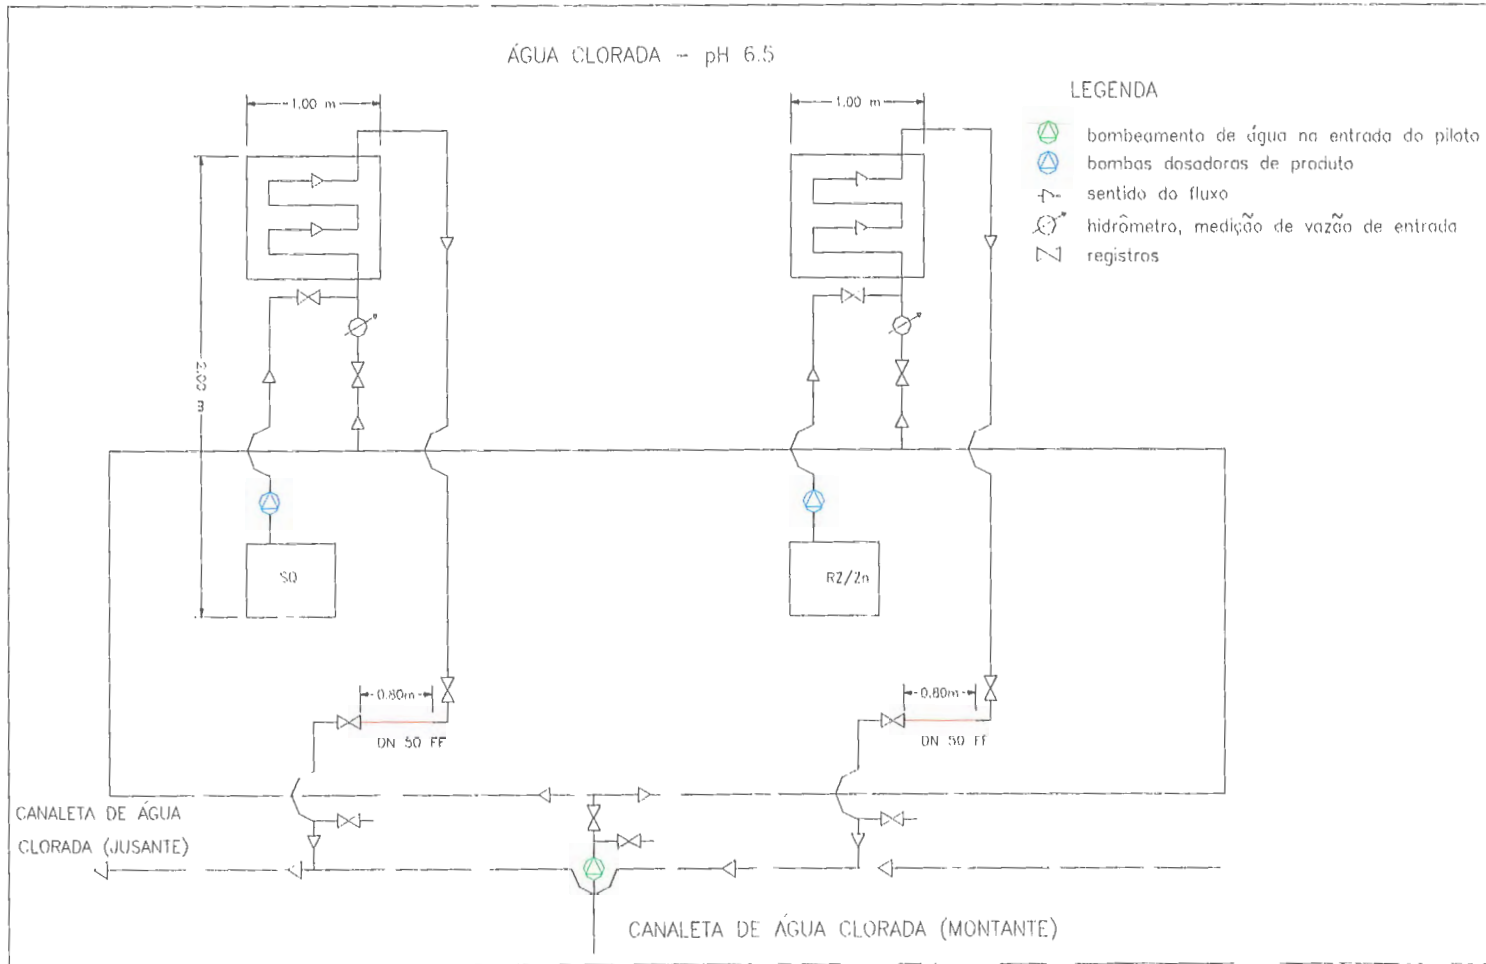 ÁGUA CLORADA - pH 6.5
LEGENDA
bombeamento de água na entrada do piloto
bombas dosadoras de produto
sentido do fluxo
hidrômetro, medição de vazão de entrada
registros
1.00 m
1.00 m
2.00 m
SQ
R2/2n
0.80m
DN 50 FF
0.80m
DN 50 FF
CANALETA DE ÁGUA
CLORADA (JUSANTE)
CANALETA DE ÁGUA CLORADA (MONTANTE)